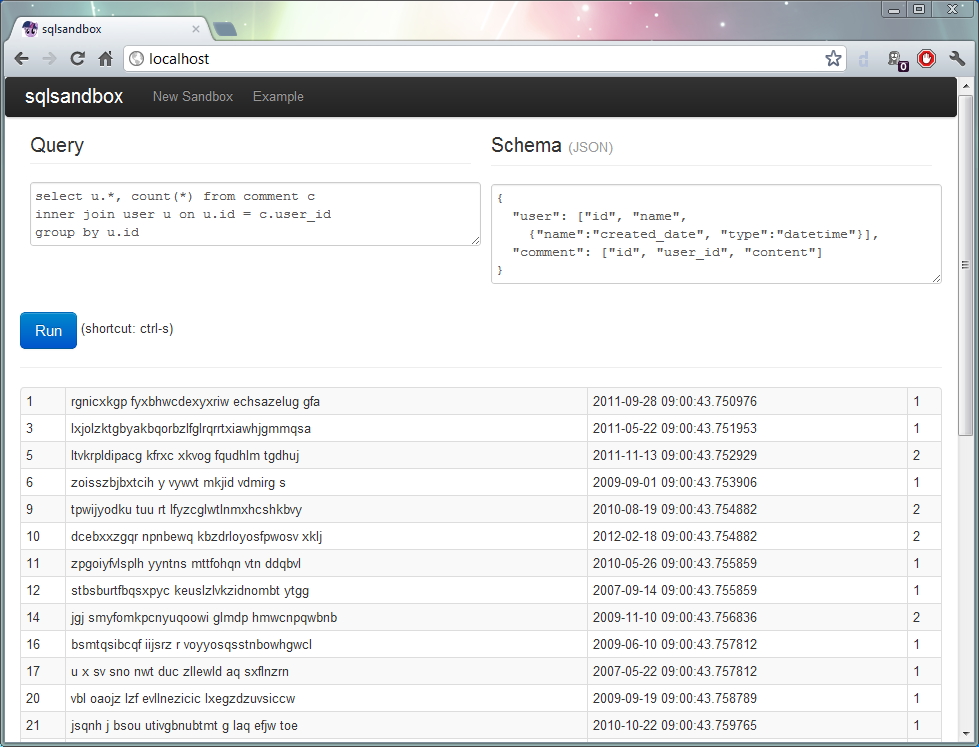 sqlsandbox
localhost
0
sqlsandbox New Sandbox Example
Query
select u.*, count(*) from comment c
inner join user u on u.id = c.user_id
group by u.id
Schema (JSON)
{
"user": ["id", "name",
{"name":"created_date", "type":"datetime"}],
"comment": ["id", "user_id", "content"]
}
Run (shortcut: ctrl-s)
1 rgnicxkgp fyxbhwcdexyxriw echsazelug gfa 2011-09-28 09:00:43.750976 1
3 lxjolzktgbyakbqorbzlfglrqrrtxiawhjgmmqsa 2011-05-22 09:00:43.751953 1
5 ltvkrpldipacg kfrxc xkvog fqudhlm tgdhuj 2011-11-13 09:00:43.752929 2
6 zoisszbjbxtcih y vywvt mkjid vdmirg s 2009-09-01 09:00:43.753906 1
9 tpwijyodku tuu rt lfyzcglwtlnmxhcshkbvy 2010-08-19 09:00:43.754882 2
10 dcebxxzgqr npnbewq kbzdrloyosfpwosv xklj 2012-02-18 09:00:43.754882 2
11 zpgoiyfvlsplh yyntns mttfohqn vtn ddqbvl 2010-05-26 09:00:43.755859 1
12 stbsburtfbqsxpyc keuslzlvkzidnombt ytgg 2007-09-14 09:00:43.755859 1
14 jgj smyfomkpcnyuqoowi glmdp hmwcnpqwbnb 2009-11-10 09:00:43.756836 2
16 bsmtqsibcqf iijsrz r voyyosqsstnbowhgwcl 2009-06-10 09:00:43.757812 1
17 u x sv sno nwt duc zllewld aq sxflnzrn 2007-05-22 09:00:43.757812 1
20 vbl oaojz lzf evllnezicic lxegzdzuvsiccw 2009-09-19 09:00:43.758789 1
21 jsqnh j bsou utivgbnubtmt g laq efjw toe 2010-10-22 09:00:43.759765 1